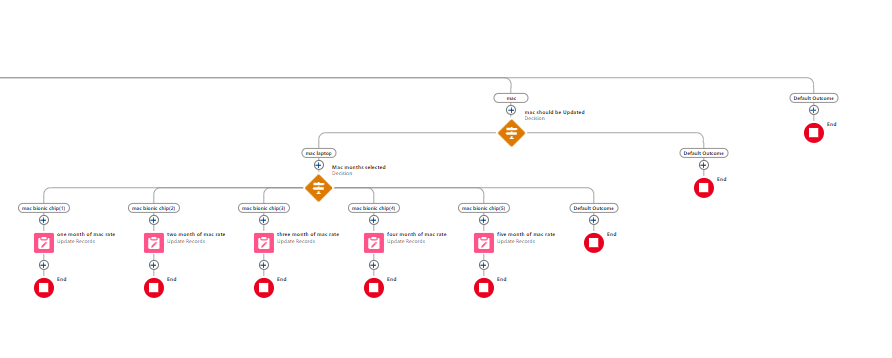 mac
Default Outcome
mac should be Updated
Decision
End
mac laptop
Default Outcome
Mac months selected
Decision
End
mac bionic chip(1)
mac bionic chip(2)
mac bionic chip(3)
mac bionic chip(4)
mac bionic chip(5)
Default Outcome
one month of mac rate
Update Records
two month of mac rate
Update Records
three month of mac rate
Update Records
four month of mac rate
Update Records
five month of mac rate
Update Records
End
End
End
End
End
End